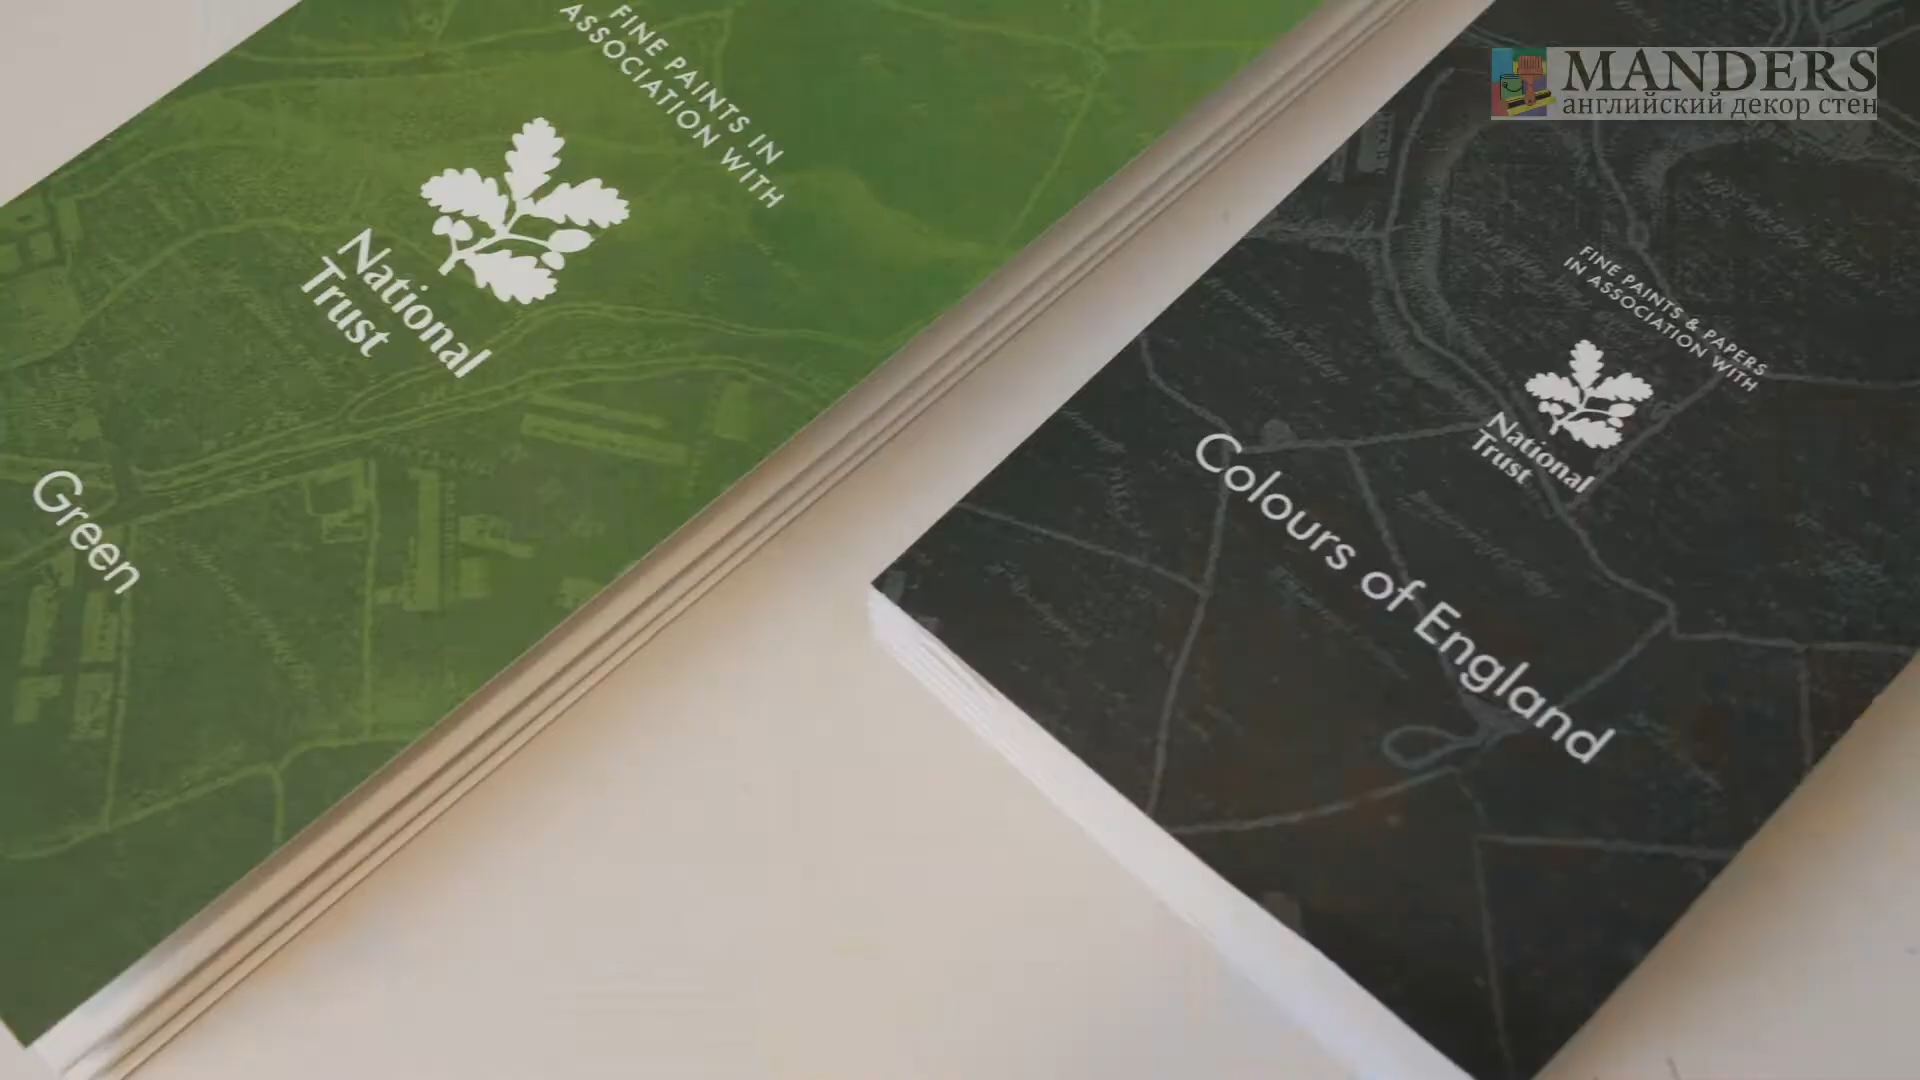 FINE PAINTS IN
ASSOCIATION WITH
National
Trust
Green
MANDERS
английский декор стен
FINE PAINTS & PAPERS
IN ASSOCIATION WITH
National
Trust
Colours of England